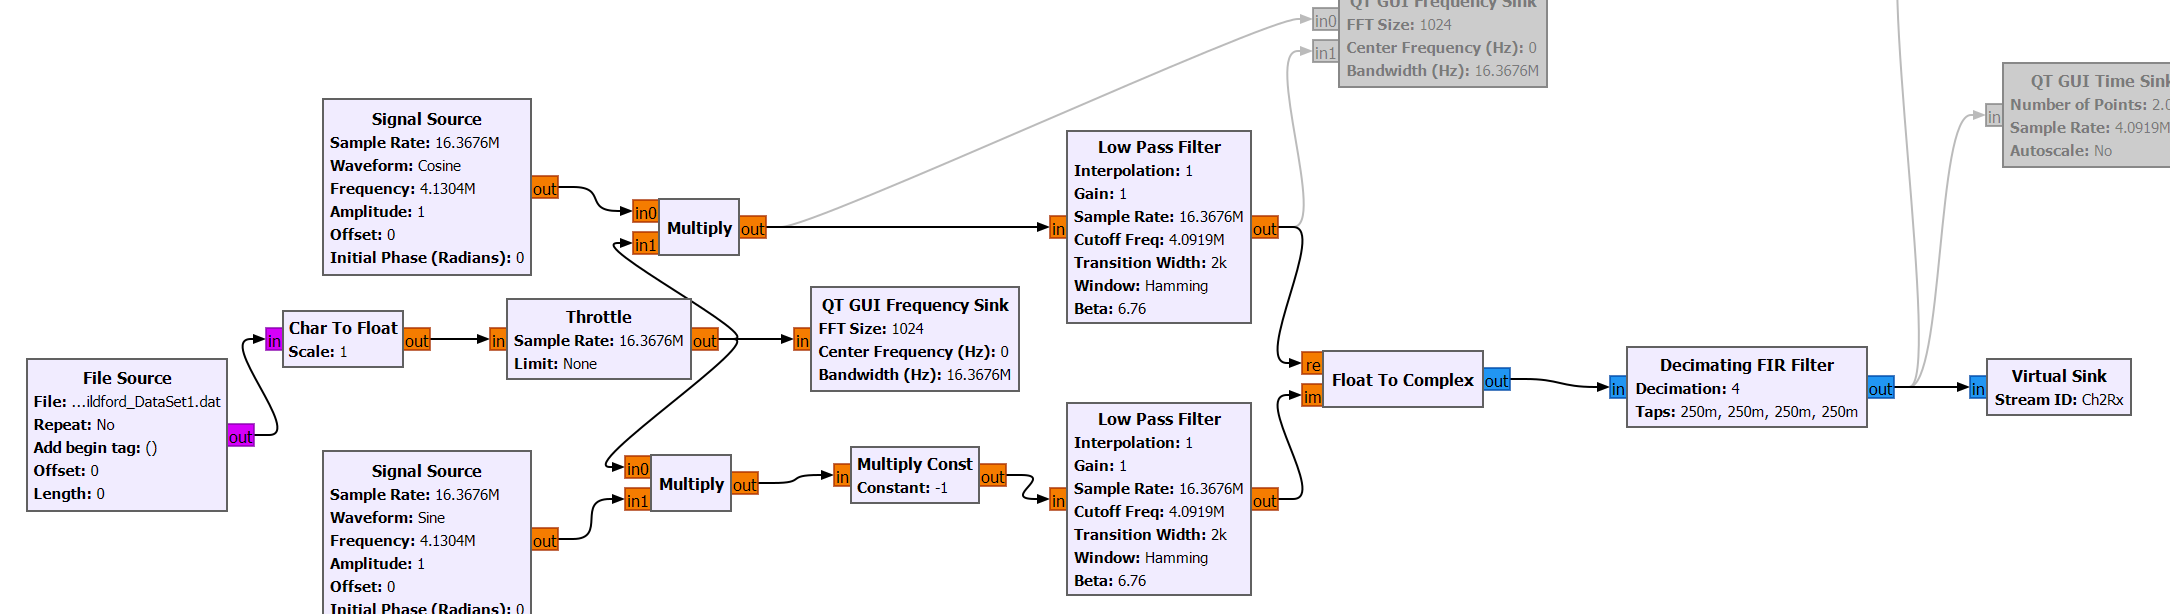 QT GUI Frequency Sink
in0
FFT Size: 1024
in1
Center Frequency (Hz): 0
Bandwidth (Hz): 16.3676M
QT GUI Time Sink
Number of Points: 2.0
in
Sample Rate: 4.0919M
Autoscale: No
Signal Source
Sample Rate: 16.3676M
Waveform: Cosine
Frequency: 4.1304M
Amplitude: 1
Offset: 0
Initial Phase (Radians): 0
out
in0
in1
Multiply
out
in
Low Pass Filter
Interpolation: 1
Gain: 1
Sample Rate: 16.3676M
Cutoff Freq: 4.0919M
Transition Width: 2k
Window: Hamming
Beta: 6.76
out
File Source
File: ...ildford_DataSet1.dat
Repeat: No
Add begin tag: ()
Offset: 0
Length: 0
out
in
Char To Float
Scale: 1
out
in
Throttle
Sample Rate: 16.3676M
Limit: None
out
in
QT GUI Frequency Sink
FFT Size: 1024
Center Frequency (Hz): 0
Bandwidth (Hz): 16.3676M
Signal Source
Sample Rate: 16.3676M
Waveform: Sine
Frequency: 4.1304M
Amplitude: 1
Offset: 0
Initial Phase (Radians): 0
out
in0
in1
Multiply
out
in
Multiply Const
Constant: -1
out
in
Low Pass Filter
Interpolation: 1
Gain: 1
Sample Rate: 16.3676M
Cutoff Freq: 4.0919M
Transition Width: 2k
Window: Hamming
Beta: 6.76
out
re
im
Float To Complex
out
in
Decimating FIR Filter
Decimation: 4
Taps: 250m, 250m, 250m, 250m
out
in
Virtual Sink
Stream ID: Ch2Rx